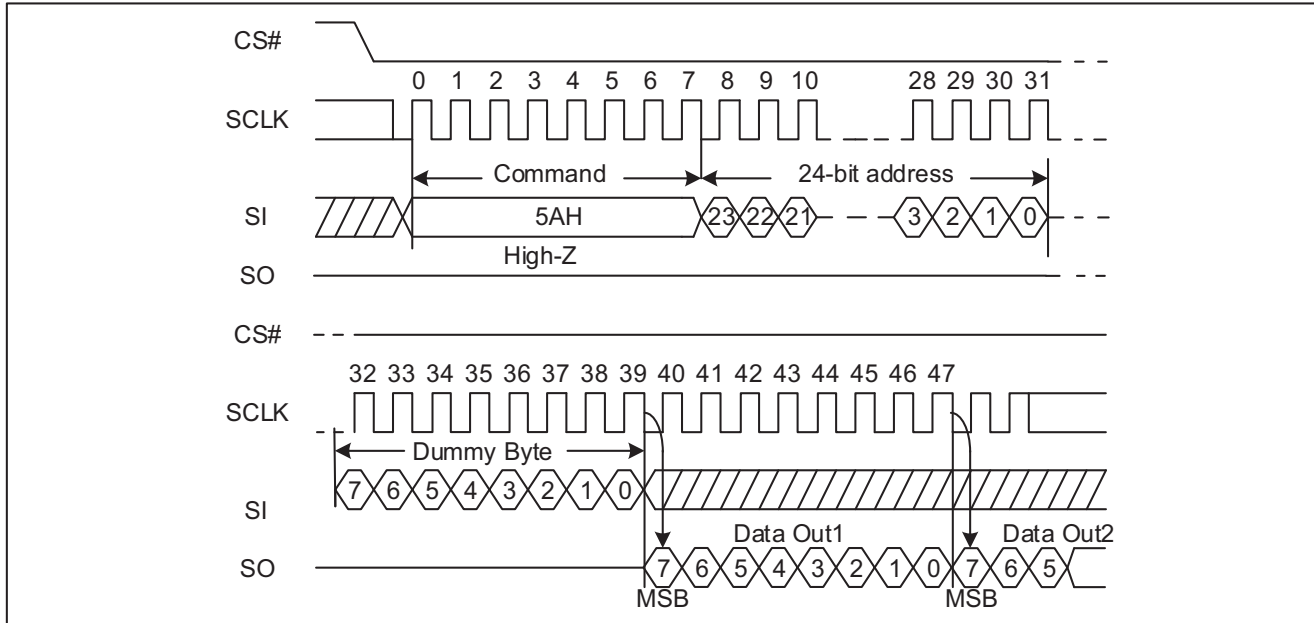 CS#
0 1 2 3 4 5 6 7 8 9 10 28 29 30 31
SCLK
Command 24-bit address
SI 5AH 23 22 21 3 2 1 0
High-Z
SO
CS#
32 33 34 35 36 37 38 39 40 41 42 43 44 45 46 47
SCLK
Dummy Byte
7 6 5 4 3 2 1 0
SI
Data Out1 Data Out2
SO 7 6 5 4 3 2 1 0 7 6 5
MSB MSB